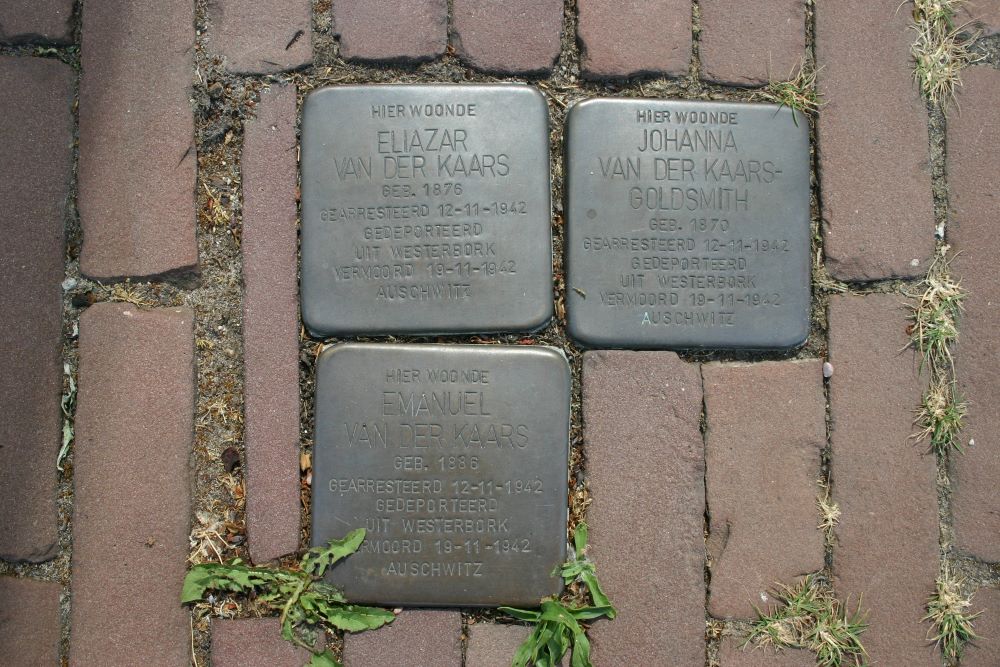 HIER WOONDE
ELIAZAR
VAN DER KAARS
GEB. 1876
GEARRESTEERD 12-11-1942
GEDEPORTEERD
UIT WESTERBORK
VERMOORD 19-11-1942
AUSCHWITZ
HIER WOONDE
JOHANNA
VAN DER KAARS-
GOLDSMITH
GEB. 1870
GEARRESTEERD 12-11-1942
GEDEPORTEERD
UIT WESTERBORK
VERMOORD 19-11-1942
AUSCHWITZ
HIER WOONDE
EMANUEL
VAN DER KAARS
GEB. 1886
GEARRESTEERD 12-11-1942
GEDEPORTEERD
UIT WESTERBORK
VERMOORD 19-11-1942
AUSCHWITZ